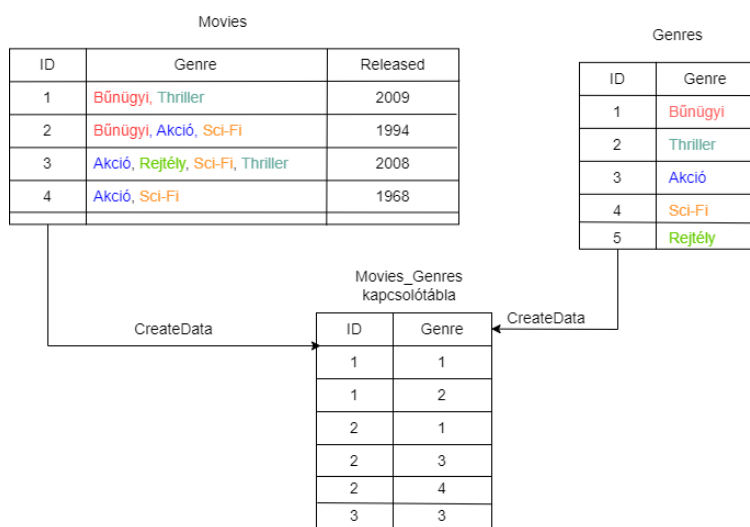 Movies
ID Genre Released
1 Bűnügyi, Thriller 2009
2 Bűnügyi, Akció, Sci-Fi 1994
3 Akció, Rejtély, Sci-Fi, Thriller 2008
4 Akció, Sci-Fi 1968
Genres
ID Genre
1 Bűnügyi
2 Thriller
3 Akció
4 Sci-Fi
5 Rejtély
CreateData
CreateData
Movies_Genres
kapcsolótábla
ID Genre
1 1
1 2
2 1
2 3
2 4
3 3